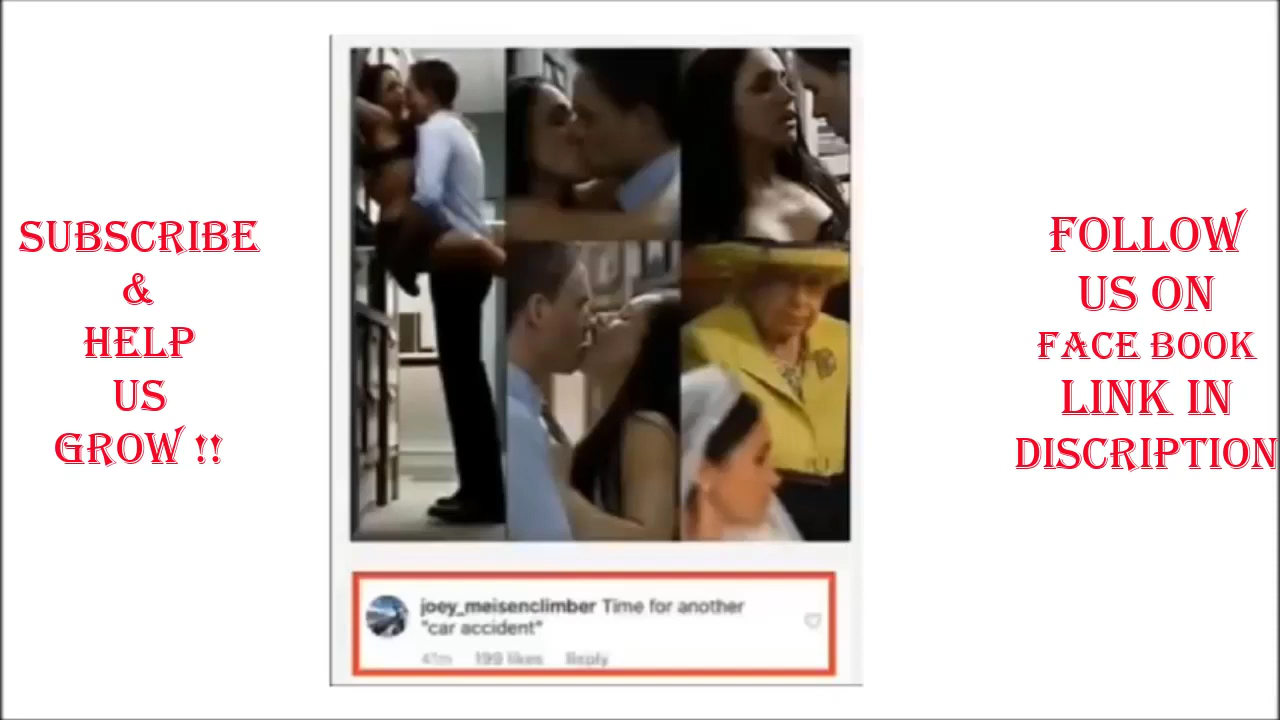 SUBSCRIBE
&
HELP
US
GROW !!
joey_meisenclimber Time for another
"car accident"
47m 199 likes Reply
FOLLOW
US ON
FACE BOOK
LINK IN
DISCRIPTION